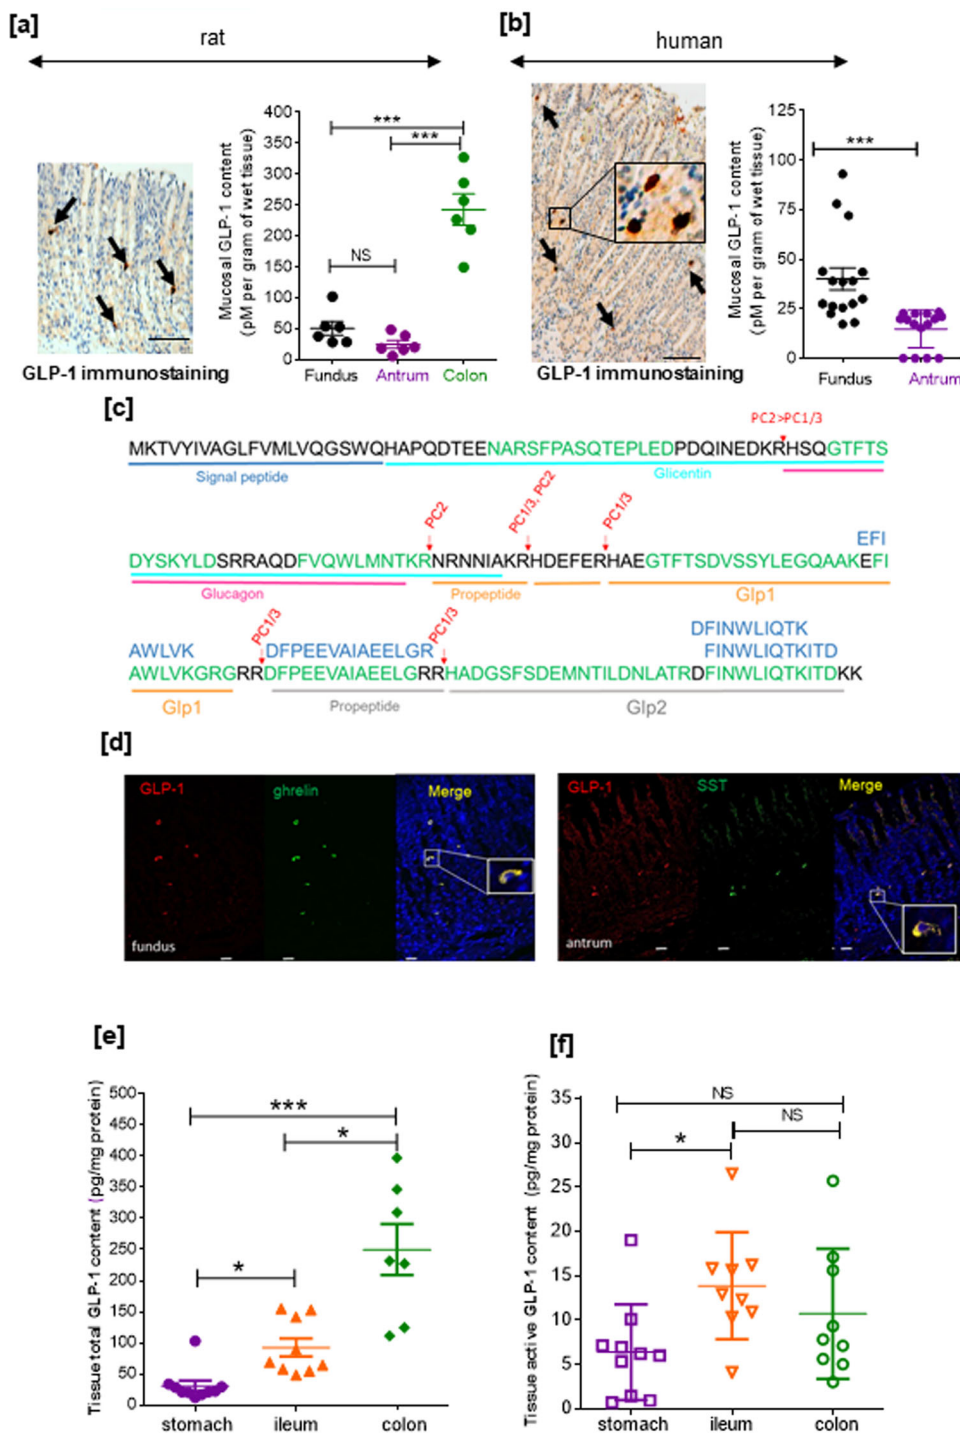 [a]
rat
[b]
human
Mucosal GLP-1 content
(pM per gram of wet tissue)
400
350
300
250
200
150
100
50
0
***
***
NS
Fundus Antrum Colon
GLP-1 immunostaining
Mucosal GLP-1 content
(pM per gram of wet tissue)
125
100
75
50
25
0
***
Fundus Antrum
GLP-1 immunostaining
[c]
PC2>PC1/3
MKTVYIVAGLFVMLVQGSWQHAPQDTEENARSFPASQTEPLEDPDQINEDKRHSQGTFTS
Signal peptide Glicentin
PC2 PC1/3, PC2 PC1/3
EFI
DYSKYLDSRRAQDFVQWLMNTKRNRNNIAKRHDEFERHAEGTFTSDVSSYLEGQAAKEFI
Glucagon Propeptide Glp1
PC1/3 PC1/3
DFINWLIQTK
AWLVK DFPEEVAIAEELGR FINWLIQTKITD
AWLVKGRGRRDFPEEVAIAEELGRRHADGSFSDEMNTILDNLATRDFINWLIQTKITDKK
Glp1 Propeptide Glp2
[d]
GLP-1 ghrelin Merge
fundus
GLP-1 SST Merge
antrum
[e]
Tissue total GLP-1 content (pg/mg protein)
500
450
400
350
300
250
200
150
100
50
0
***
*
*
stomach ileum colon
[f]
Tissue active GLP-1 content (pg/mg protein)
35
30
25
20
15
10
5
0
NS
NS
*
stomach ileum colon